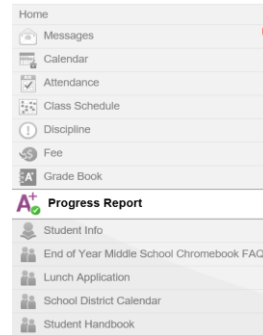 Home
Messages
Calendar
Attendance
Class Schedule
Discipline
Fee
Grade Book
A+ Progress Report
Student Info
End of Year Middle School Chromebook FAQ
Lunch Application
School District Calendar
Student Handbook